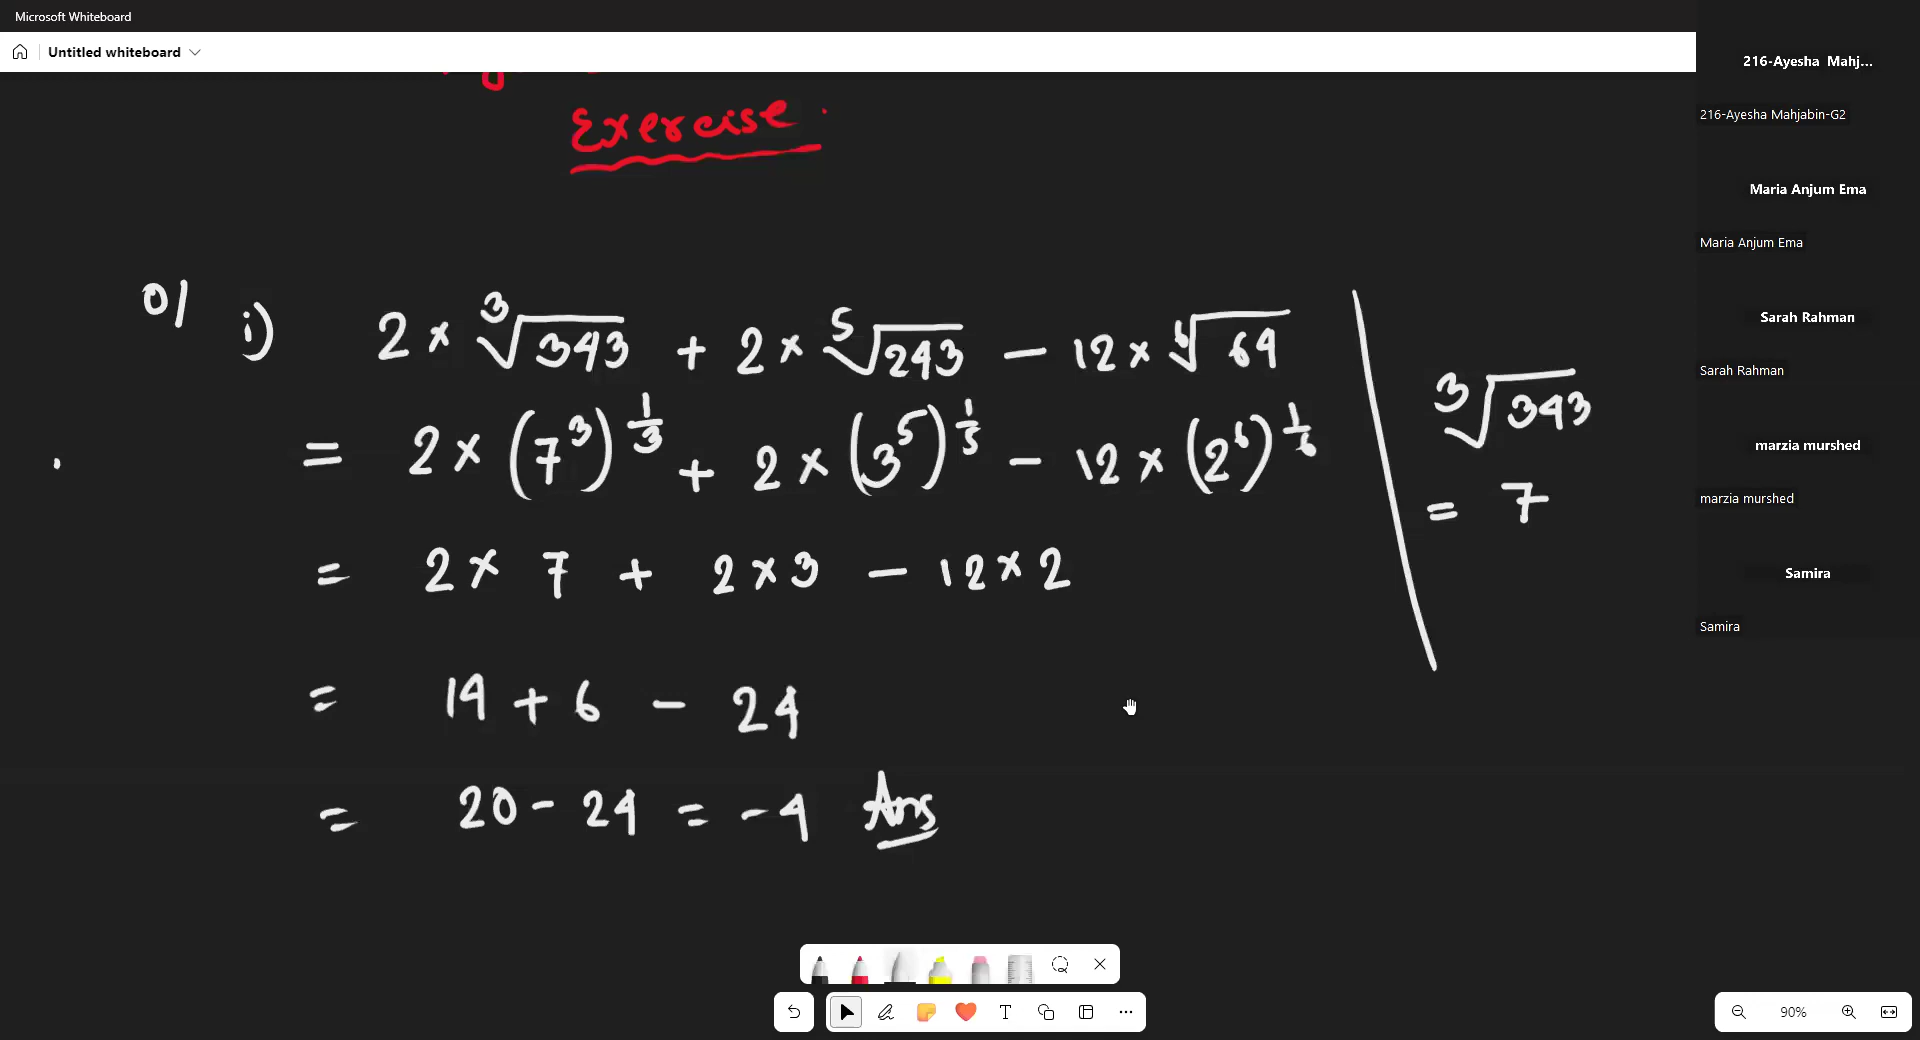 Microsoft Whiteboard
Untitled whiteboard
Exercise.
01
i) 2 × ∛343 + 2 × ⁵√243 − 12 × ⁶√64
= 2 × (7³)^(1/3) + 2 × (3⁵)^(1/5) − 12 × (2⁶)^(1/6)
= 2 × 7 + 2 × 3 − 12 × 2
= 14 + 6 − 24
= 20 − 24 = −4 Ans
∛343
= 7
216-Ayesha Mahj...
216-Ayesha Mahjabin-G2
Maria Anjum Ema
Maria Anjum Ema
Sarah Rahman
Sarah Rahman
marzia murshed
marzia murshed
Samira
Samira
90%